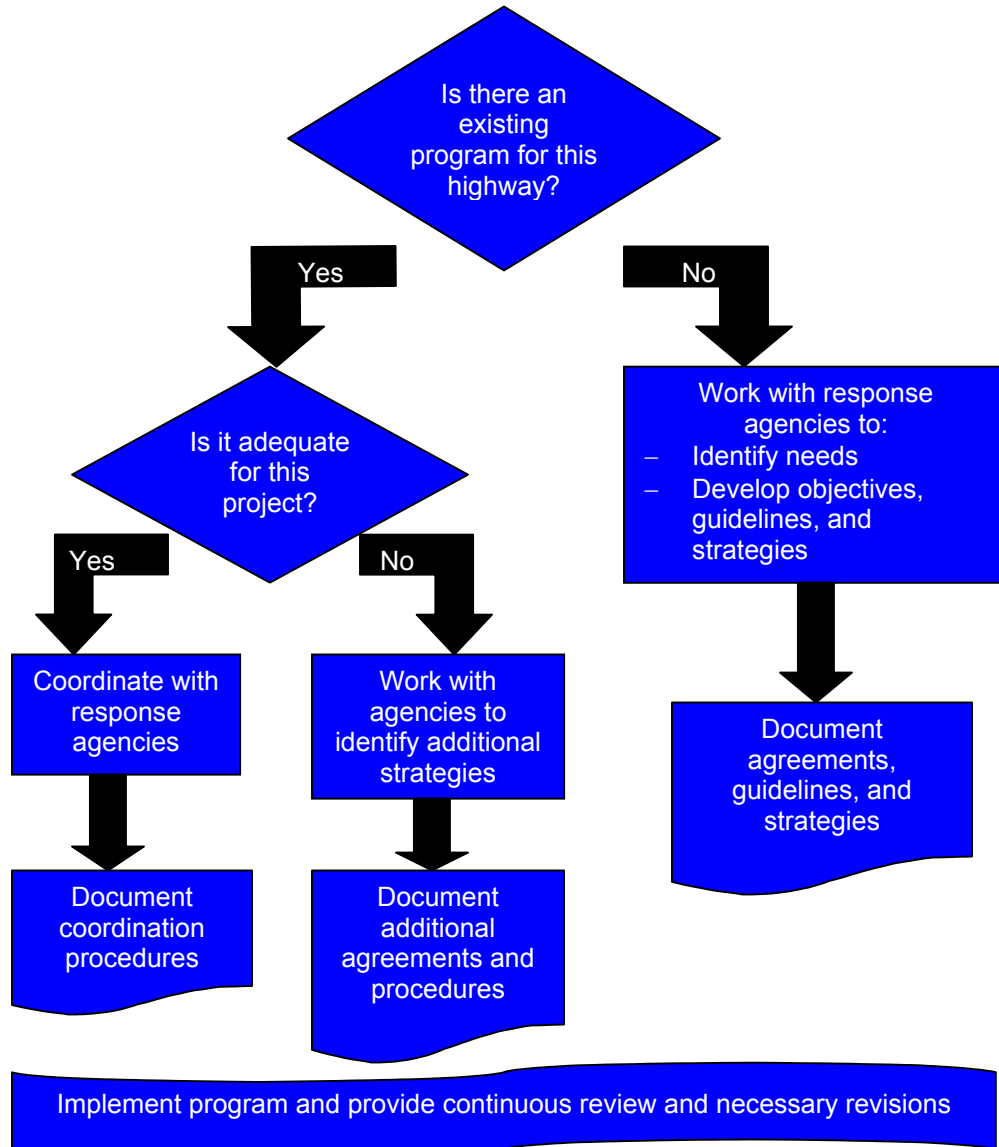 Is there an
existing
program for this
highway?
Yes
No
Is it adequate
for this
project?
Work with response
agencies to:
– Identify needs
– Develop objectives,
guidelines, and
strategies
Yes
No
Coordinate with
response
agencies
Work with
agencies to
identify additional
strategies
Document
agreements,
guidelines, and
strategies
Document
coordination
procedures
Document
additional
agreements and
procedures
Implement program and provide continuous review and necessary revisions